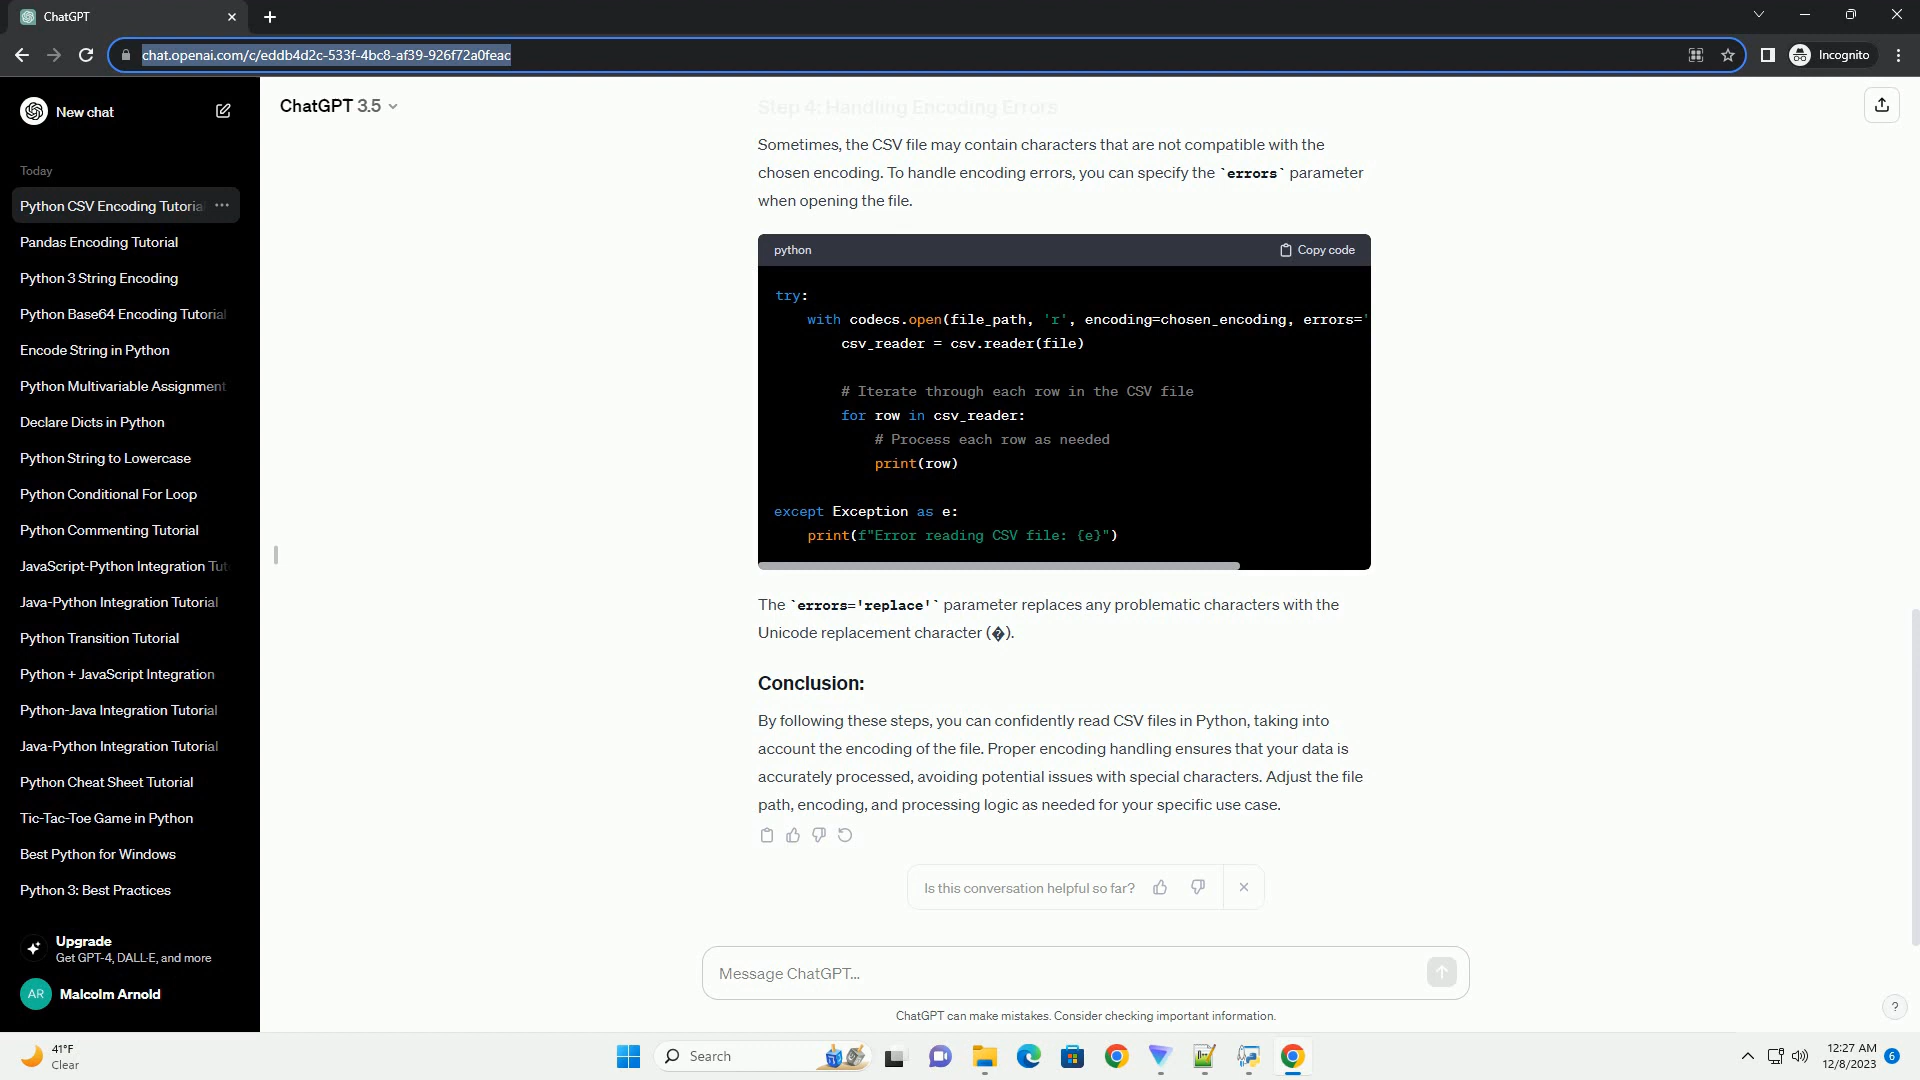 ChatGPT
chat.openai.com/c/eddb4d2c-533f-4bc8-af39-926f72a0feac
Incognito
New chat
Today
Python CSV Encoding Tutoria
Pandas Encoding Tutorial
Python 3 String Encoding
Python Base64 Encoding Tutorial
Encode String in Python
Python Multivariable Assignment
Declare Dicts in Python
Python String to Lowercase
Python Conditional For Loop
Python Commenting Tutorial
JavaScript-Python Integration Tut
Java-Python Integration Tutorial
Python Transition Tutorial
Python + JavaScript Integration
Python-Java Integration Tutorial
Java-Python Integration Tutorial
Python Cheat Sheet Tutorial
Tic-Tac-Toe Game in Python
Best Python for Windows
Python 3: Best Practices
Upgrade
Get GPT-4, DALL·E, and more
AR
Malcolm Arnold
ChatGPT 3.5
Step 4: Handling Encoding Errors
Sometimes, the CSV file may contain characters that are not compatible with the
chosen encoding. To handle encoding errors, you can specify the `errors` parameter
when opening the file.
python
Copy code
try:
with codecs.open(file_path, 'r', encoding=chosen_encoding, errors='
csv_reader = csv.reader(file)
# Iterate through each row in the CSV file
for row in csv_reader:
# Process each row as needed
print(row)
except Exception as e:
print(f"Error reading CSV file: {e}")
The `errors='replace'` parameter replaces any problematic characters with the
Unicode replacement character (�).
Conclusion:
By following these steps, you can confidently read CSV files in Python, taking into
account the encoding of the file. Proper encoding handling ensures that your data is
accurately processed, avoiding potential issues with special characters. Adjust the file
path, encoding, and processing logic as needed for your specific use case.
Is this conversation helpful so far?
Message ChatGPT...
ChatGPT can make mistakes. Consider checking important information.
?
41°F
Clear
Search
12:27 AM
12/8/2023
6